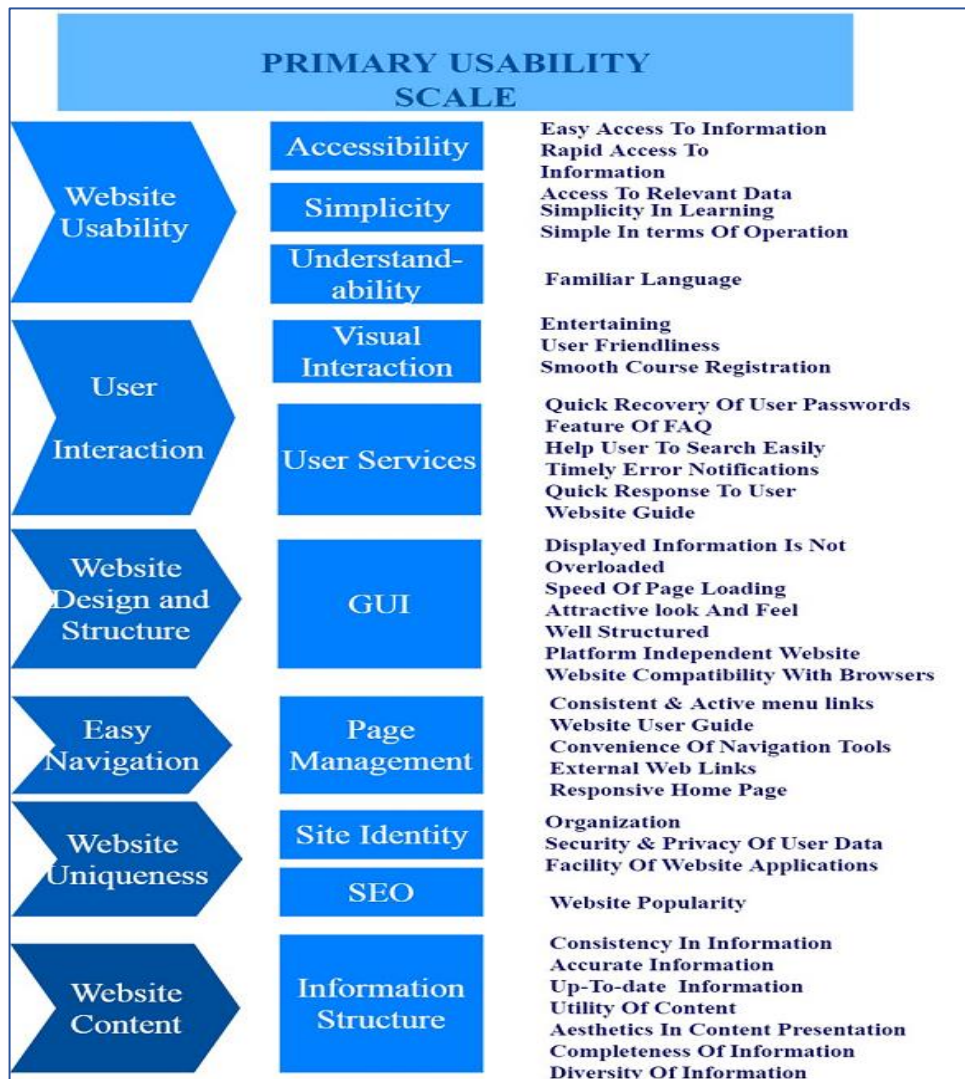 PRIMARY USABILITY
SCALE
Website
Usability
Accessibility
Easy Access To Information
Rapid Access To
Information
Access To Relevant Data
Simplicity
Simplicity In Learning
Simple In terms Of Operation
Understand-
ability
Familiar Language
User
Interaction
Visual
Interaction
Entertaining
User Friendliness
Smooth Course Registration
User Services
Quick Recovery Of User Passwords
Feature Of FAQ
Help User To Search Easily
Timely Error Notifications
Quick Response To User
Website Guide
Website
Design and
Structure
GUI
Displayed Information Is Not
Overloaded
Speed Of Page Loading
Attractive look And Feel
Well Structured
Platform Independent Website
Website Compatibility With Browsers
Easy
Navigation
Page
Management
Consistent & Active menu links
Website User Guide
Convenience Of Navigation Tools
External Web Links
Responsive Home Page
Website
Uniqueness
Site Identity
Organization
Security & Privacy Of User Data
Facility Of Website Applications
SEO
Website Popularity
Website
Content
Information
Structure
Consistency In Information
Accurate Information
Up-To-date Information
Utility Of Content
Aesthetics In Content Presentation
Completeness Of Information
Diversity Of Information